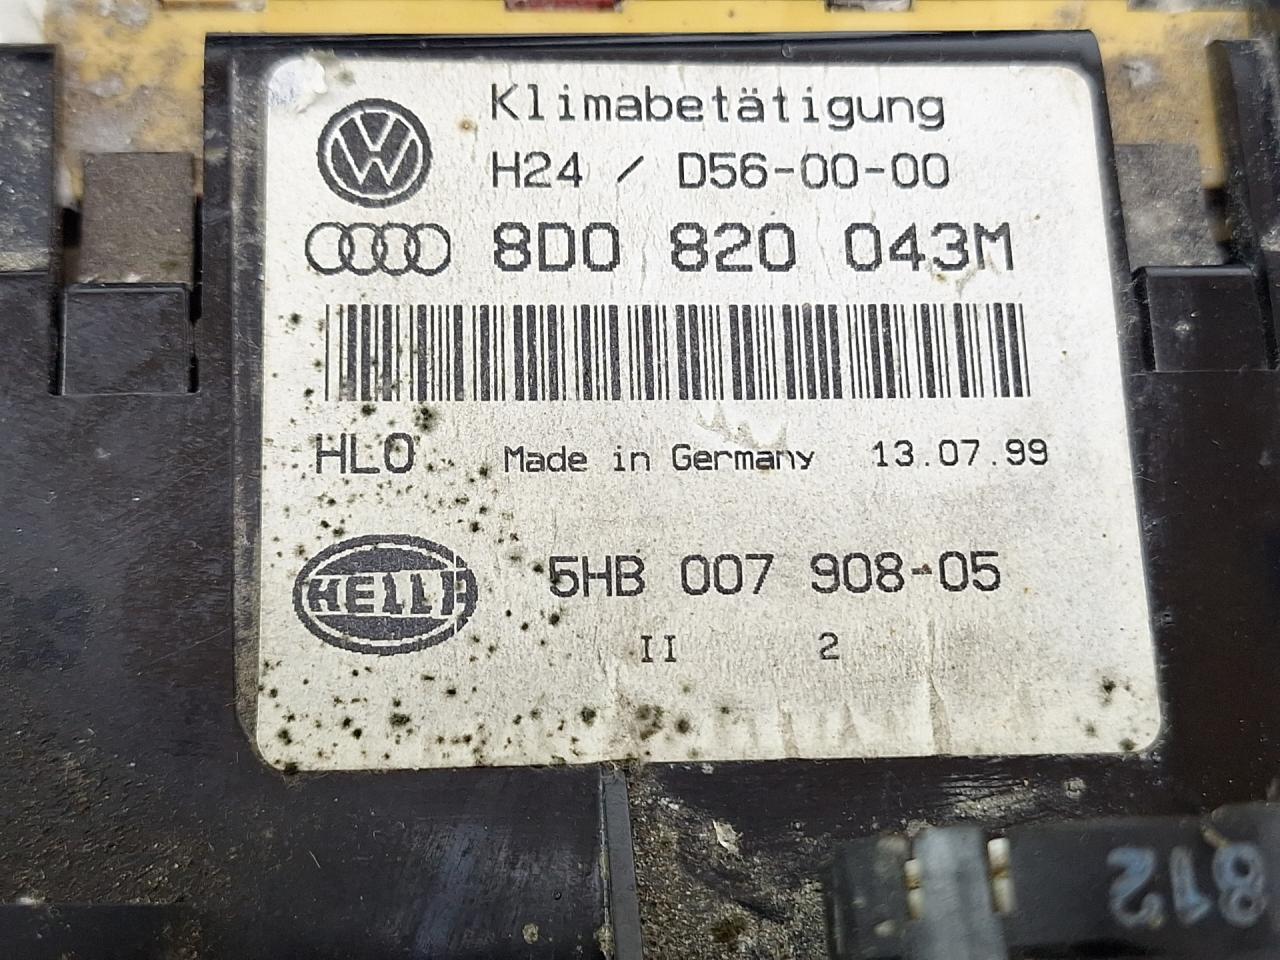 Klimabetätigung
H24 / D56-00-00
8D0 820 043M
HLO Made in Germany 13.07.99
HELLA
5HB 007 908-05
II 2
812